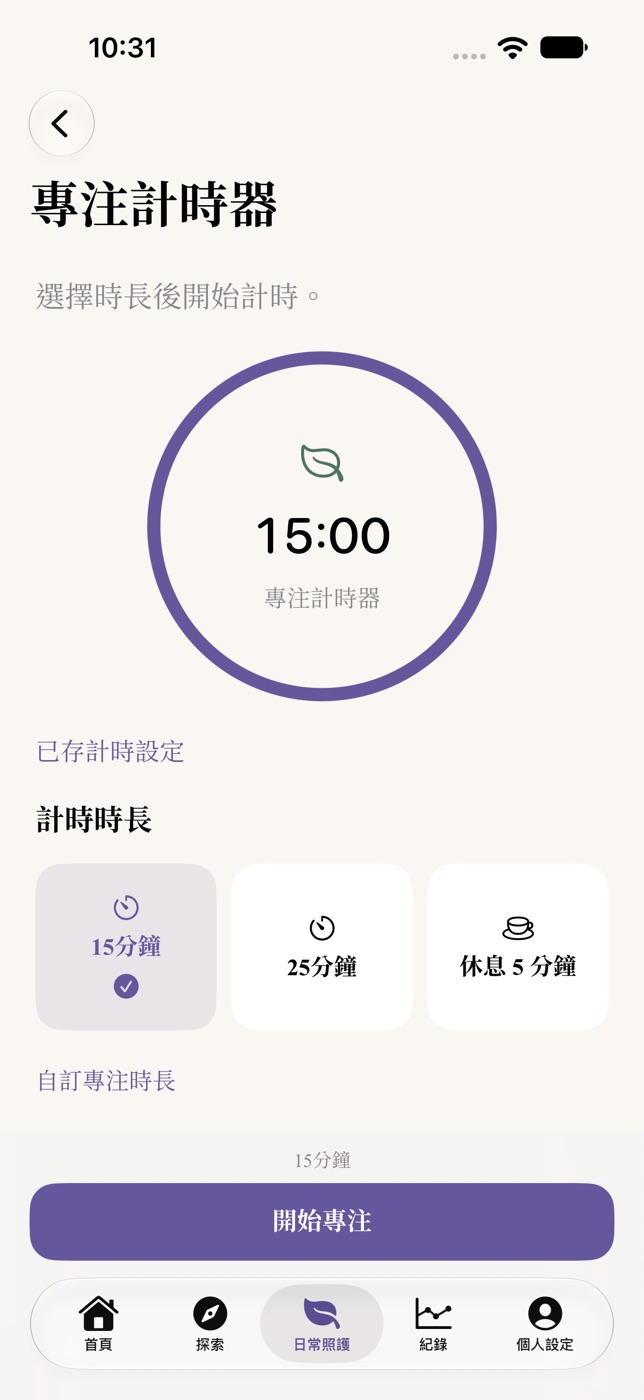 10:31
專注計時器
選擇時長後開始計時。
15:00
專注計時器
已存計時設定
計時時長
15分鐘
25分鐘
休息 5 分鐘
自訂專注時長
15分鐘
開始專注
首頁
探索
日常照護
紀錄
個人設定